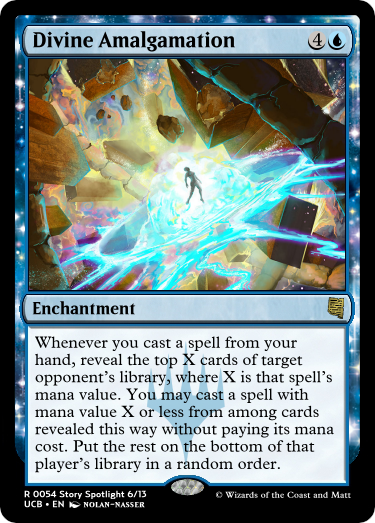 Divine Amalgamation 4
Enchantment
Whenever you cast a spell from your
hand, reveal the top X cards of target
opponent's library, where X is that spell's
mana value. You may cast a spell with
mana value X or less from among cards
revealed this way without paying its mana
cost. Put the rest on the bottom of that
player's library in a random order.
R 0054 Story Spotlight 6/13
UCB • EN NOLAN-NASSER
© Wizards of the Coast and Matt